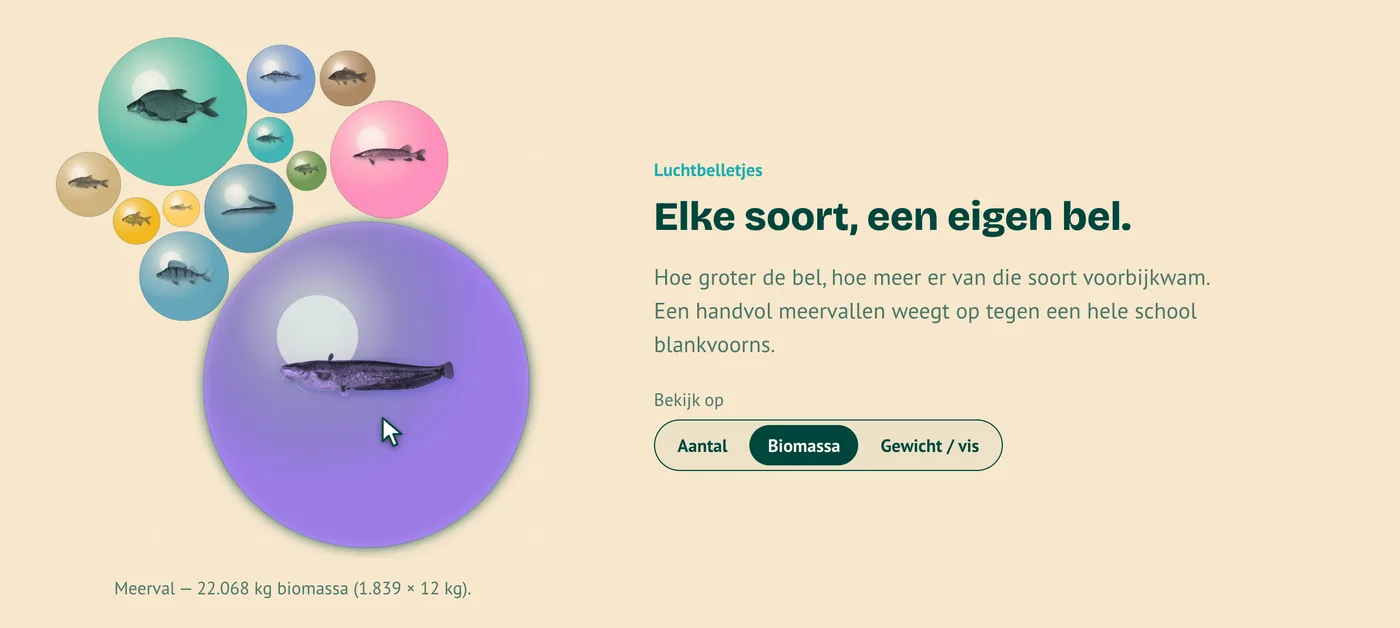 Luchtbelletjes
Elke soort, een eigen bel.
Hoe groter de bel, hoe meer er van die soort voorbijkwam.
Een handvol meervallen weegt op tegen een hele school
blankvoorns.
Bekijk op
Aantal Biomassa Gewicht / vis
Meerval — 22.068 kg biomassa (1.839 × 12 kg).